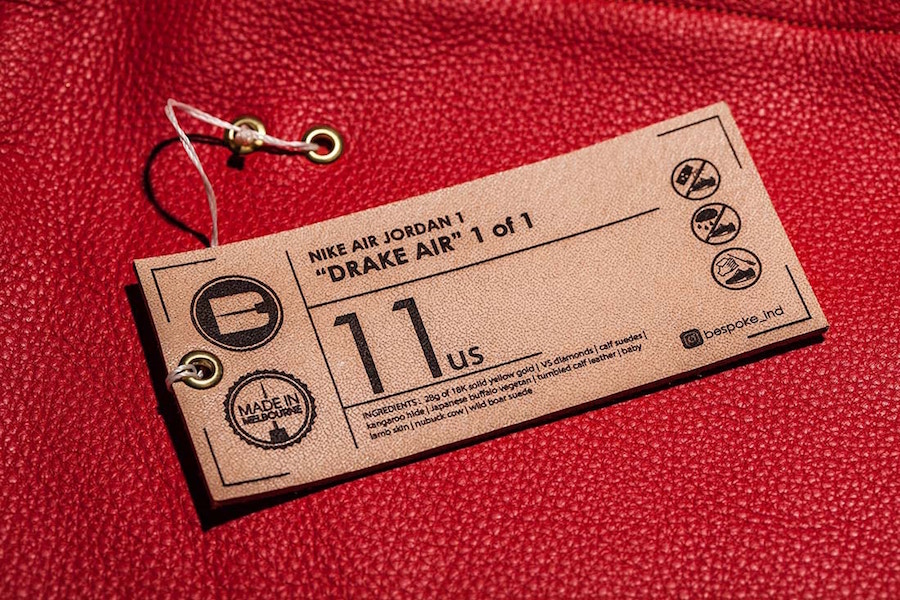 NIKE AIR JORDAN 1
“DRAKE AIR” 1 of 1
11us
INGREDIENTS: 28g of 18K solid yellow gold | VS diamonds | calf suedes |
kangaroo hide | Japanese buffalo vegetan | tumbled calf leather | baby
lamb skin | nubuck cow | wild boar suede
MADE IN
MELBOURNE
bespoke_ind